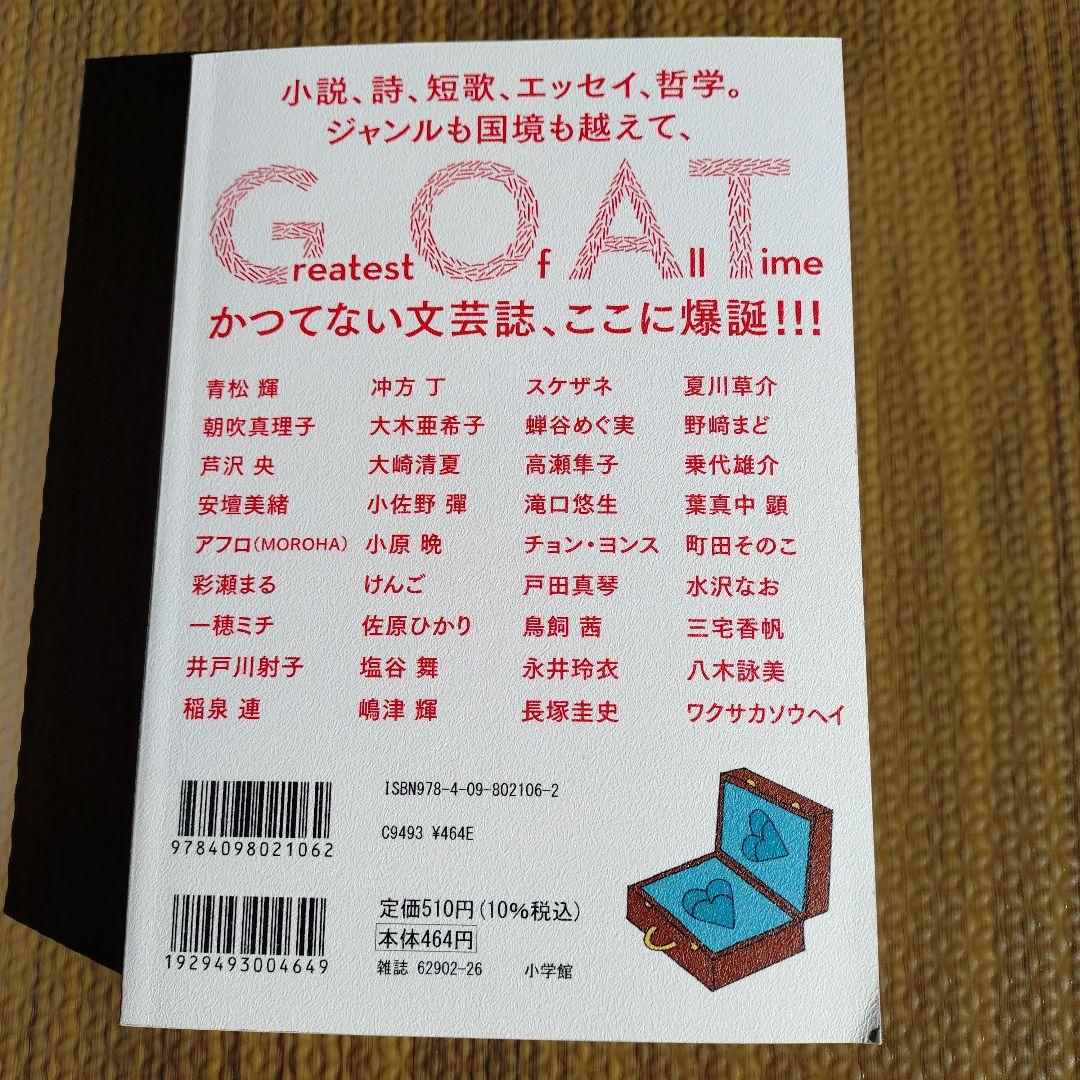 小説、詩、短歌、エッセイ、哲学。
ジャンルも国境も越えて、
Greatest Of All Time
かつてない文芸誌、ここに爆誕!!!
青松 輝 冲方 丁 スケザネ 夏川草介
朝吹真理子 大木亜希子 蝉谷めぐ実 野﨑まど
芦沢 央 大崎清夏 高瀬隼子 乗代雄介
安壇美緒 小佐野 彈 滝口悠生 葉真中 顕
アフロ(MOROHA) 小原 晩 チョン・ヨンス 町田そのこ
彩瀬まる けんご 戸田真琴 水沢なお
一穂ミチ 佐原ひかり 鳥飼 茜 三宅香帆
井戸川射子 塩谷 舞 永井玲衣 八木詠美
稲泉 連 嶋津 輝 長塚圭史 ワクサカソウヘイ
ISBN978-4-09-802106-2
C9493 ¥464E
9784098021062
定価510円(10%税込)
本体464円
1929493004649
雑誌 62902-26 小学館